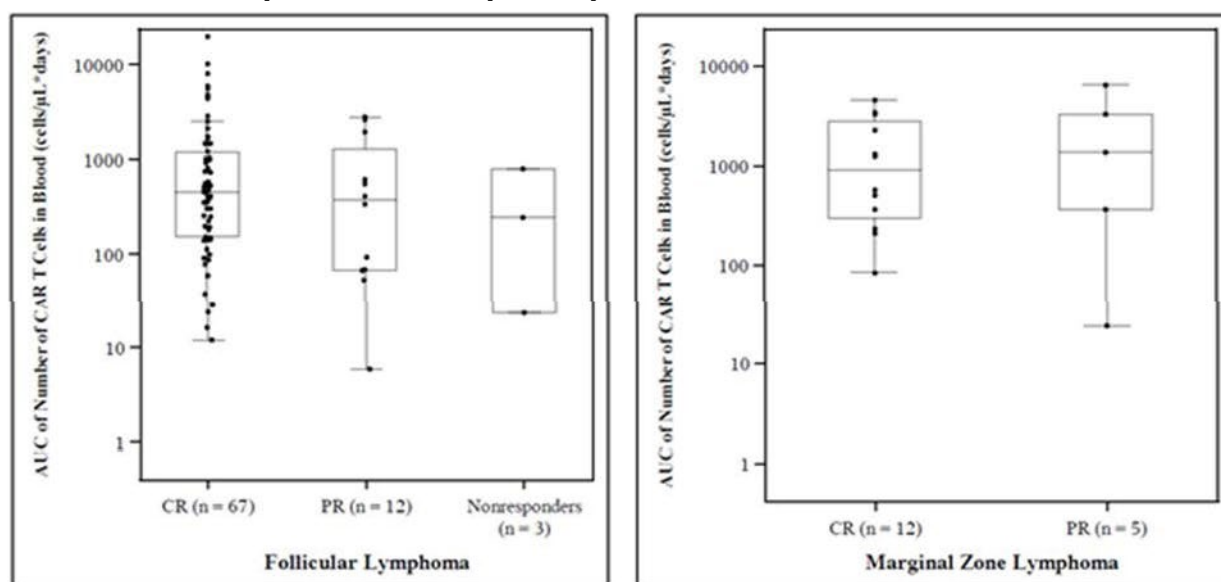 AUC of Number of CAR T Cells in Blood (cells/µL*days)
10000
1000
100
10
1
CR (n = 67)
PR (n = 12)
Nonresponders
(n = 3)
Follicular Lymphoma
AUC of Number of CAR T Cells in Blood (cells/µL*days)
10000
1000
100
10
1
CR (n = 12)
PR (n = 5)
Marginal Zone Lymphoma